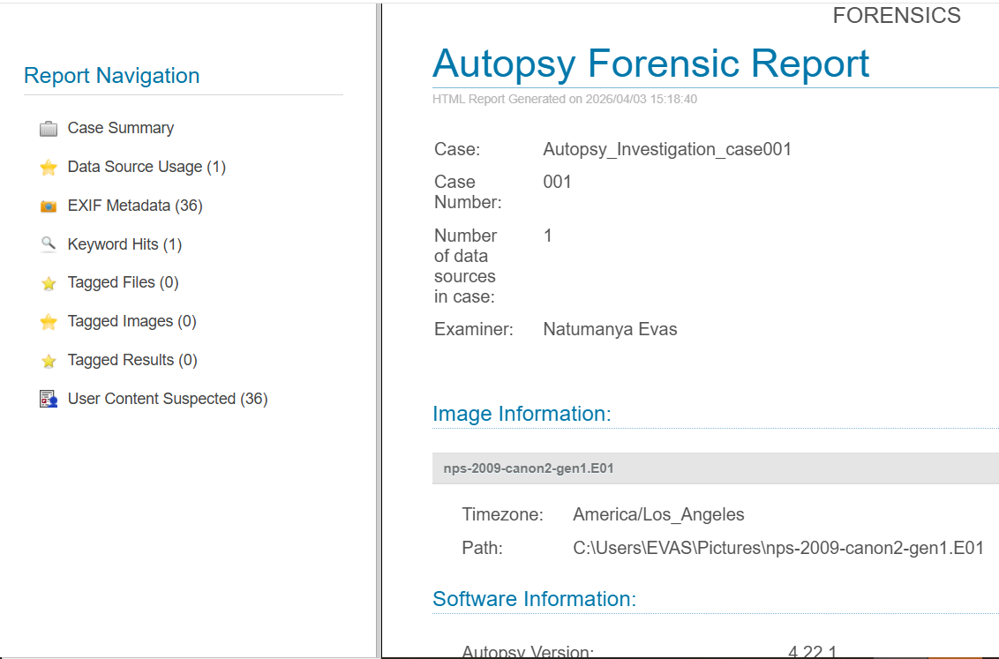 Report Navigation
Case Summary
Data Source Usage (1)
EXIF Metadata (36)
Keyword Hits (1)
Tagged Files (0)
Tagged Images (0)
Tagged Results (0)
User Content Suspected (36)
FORENSICS
Autopsy Forensic Report
HTML Report Generated on 2026/04/03 15:18:40
Case: Autopsy_Investigation_case001
Case 001
Number:
Number 1
of data
sources
in case:
Examiner: Natumanya Evas
Image Information:
nps-2009-canon2-gen1.E01
Timezone: America/Los_Angeles
Path: C:\Users\EVAS\Pictures\nps-2009-canon2-gen1.E01
Software Information:
Autopsy Version: 4.22.1